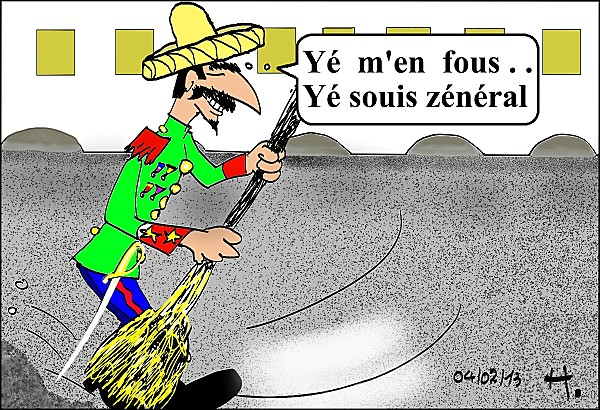 Yé m'en fous . . .
Yé souis zénéral
04/02/13 H.